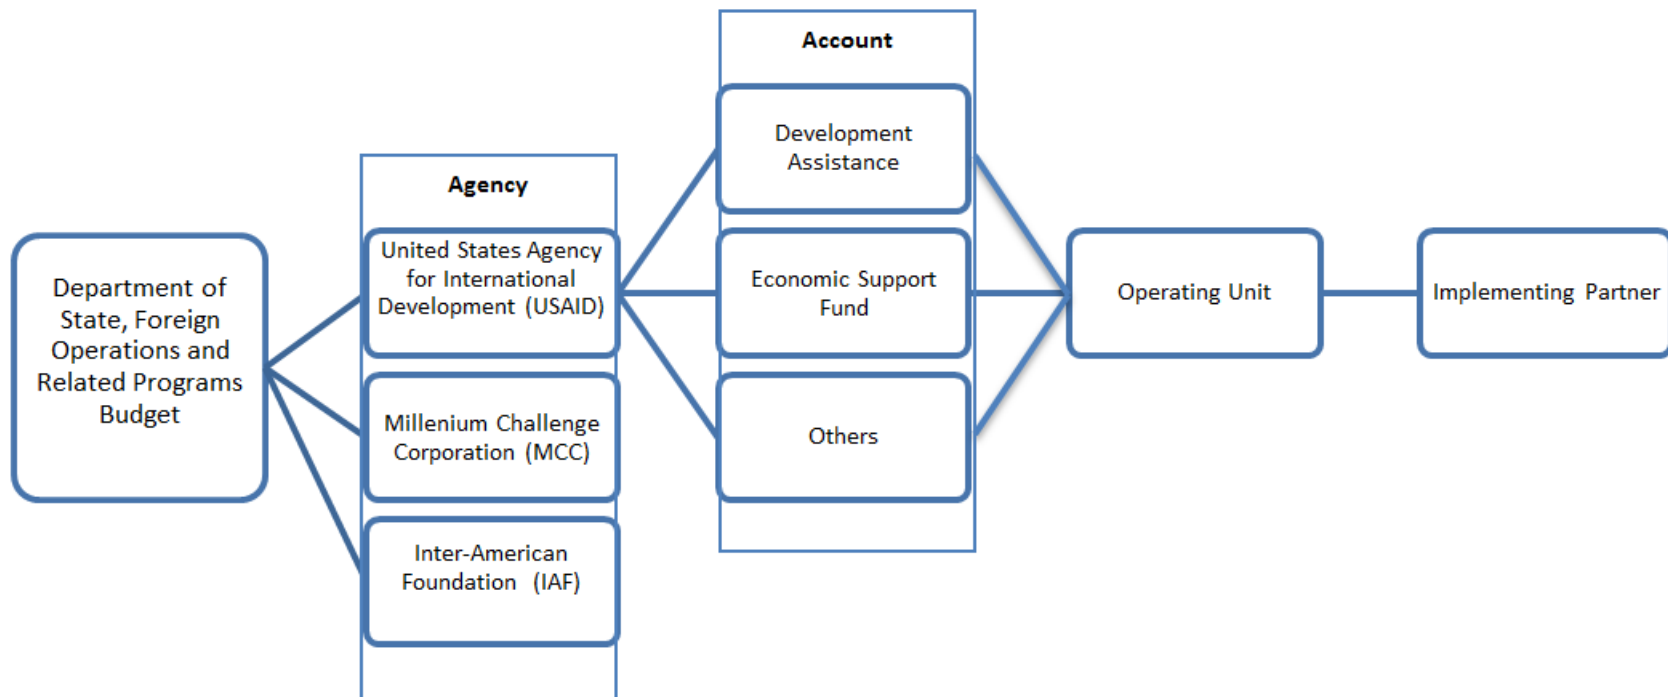 Department of
State, Foreign
Operations and
Related Programs
Budget
Agency
United States Agency
for International
Development (USAID)
Millenium Challenge
Corporation (MCC)
Inter-American
Foundation (IAF)
Account
Development
Assistance
Economic Support
Fund
Others
Operating Unit
Implementing Partner